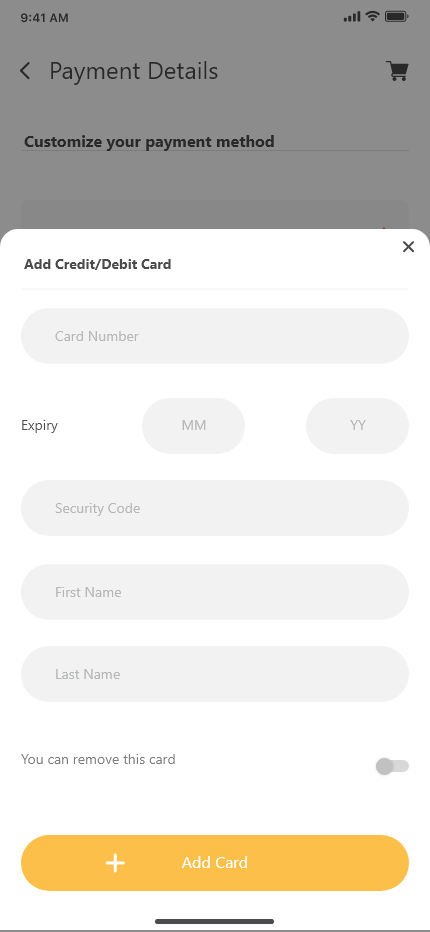 9:41 AM
Payment Details
Customize your payment method
Add Credit/Debit Card
Card Number
Expiry
MM
YY
Security Code
First Name
Last Name
You can remove this card
Add Card